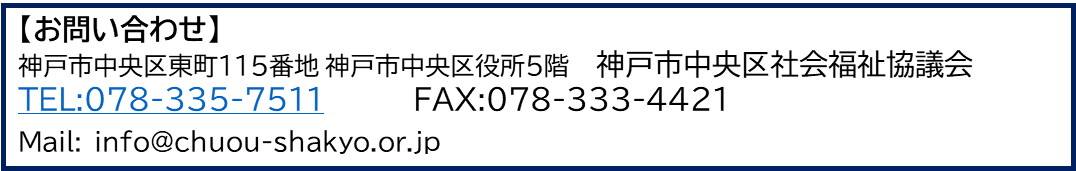 【お問い合わせ】
神戸市中央区東町115番地 神戸市中央区役所5階　神戸市中央区社会福祉協議会
TEL:078-335-7511　　　FAX:078-333-4421
Mail: info@chuou-shakyo.or.jp